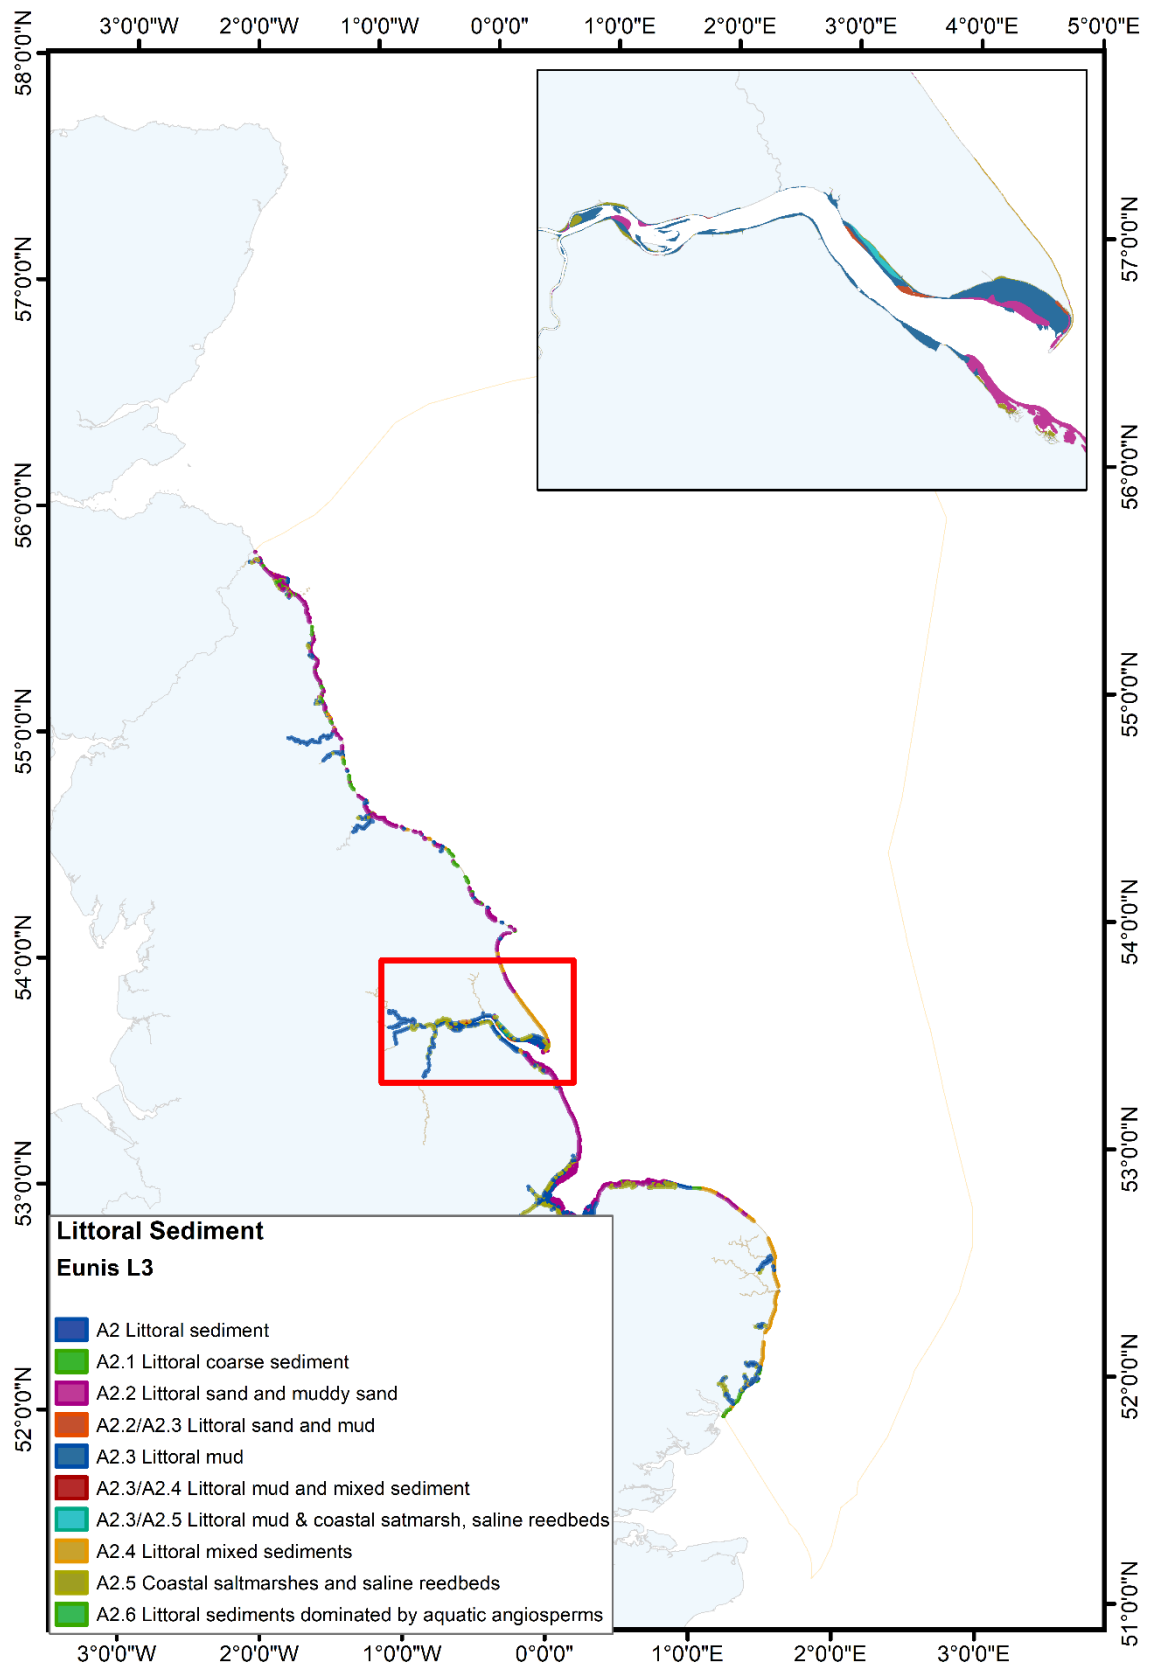 3°0'0"W 2°0'0"W 1°0'0"W 0°0'0" 1°0'0"E 2°0'0"E 3°0'0"E 4°0'0"E 5°0'0"E
58°0'0"N
57°0'0"N
56°0'0"N
55°0'0"N
54°0'0"N
53°0'0"N
52°0'0"N
57°0'0"N
56°0'0"N
55°0'0"N
54°0'0"N
53°0'0"N
52°0'0"N
51°0'0"N
Littoral Sediment
Eunis L3
A2 Littoral sediment
A2.1 Littoral coarse sediment
A2.2 Littoral sand and muddy sand
A2.2/A2.3 Littoral sand and mud
A2.3 Littoral mud
A2.3/A2.4 Littoral mud and mixed sediment
A2.3/A2.5 Littoral mud & coastal satmarsh, saline reedbeds
A2.4 Littoral mixed sediments
A2.5 Coastal saltmarshes and saline reedbeds
A2.6 Littoral sediments dominated by aquatic angiosperms
3°0'0"W 2°0'0"W 1°0'0"W 0°0'0" 1°0'0"E 2°0'0"E 3°0'0"E